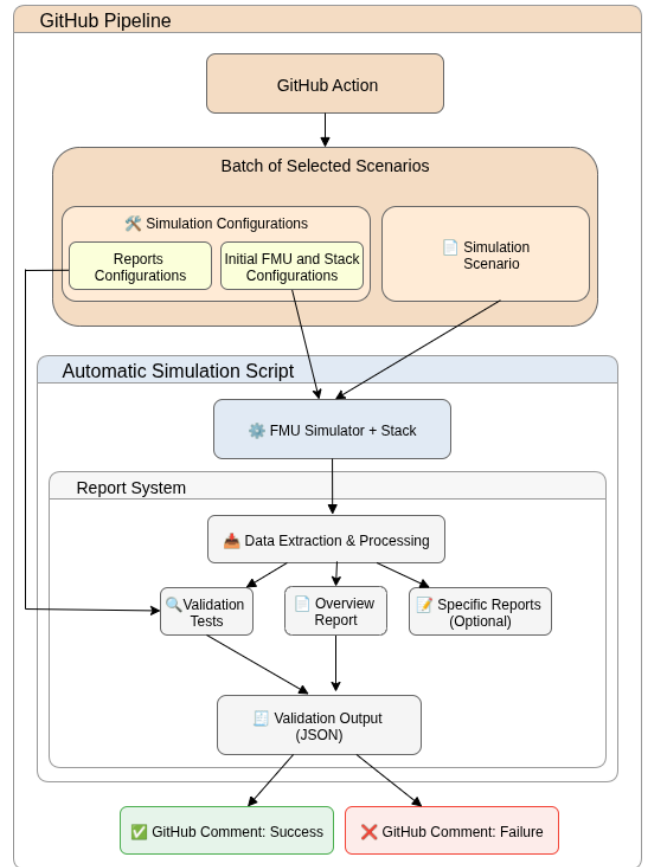 GitHub Pipeline
GitHub Action
Batch of Selected Scenarios
Simulation Configurations
Reports
Configurations
Initial FMU and Stack
Configurations
Simulation
Scenario
Automatic Simulation Script
FMU Simulator + Stack
Report System
Data Extraction & Processing
Validation
Tests
Overview
Report
Specific Reports
(Optional)
Validation Output
(JSON)
GitHub Comment: Success
GitHub Comment: Failure